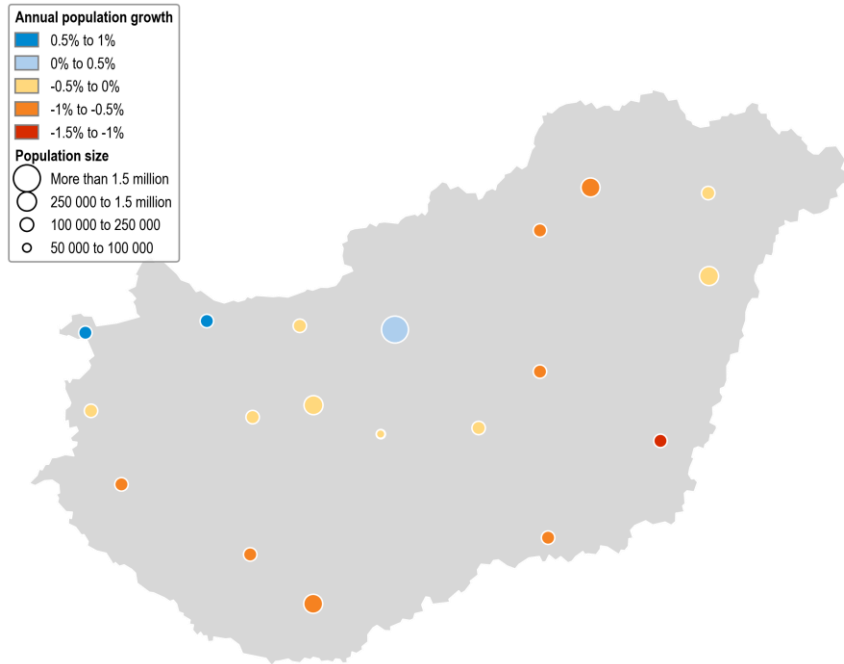 Annual population growth
0.5% to 1%
0% to 0.5%
-0.5% to 0%
-1% to -0.5%
-1.5% to -1%
Population size
More than 1.5 million
250 000 to 1.5 million
100 000 to 250 000
50 000 to 100 000